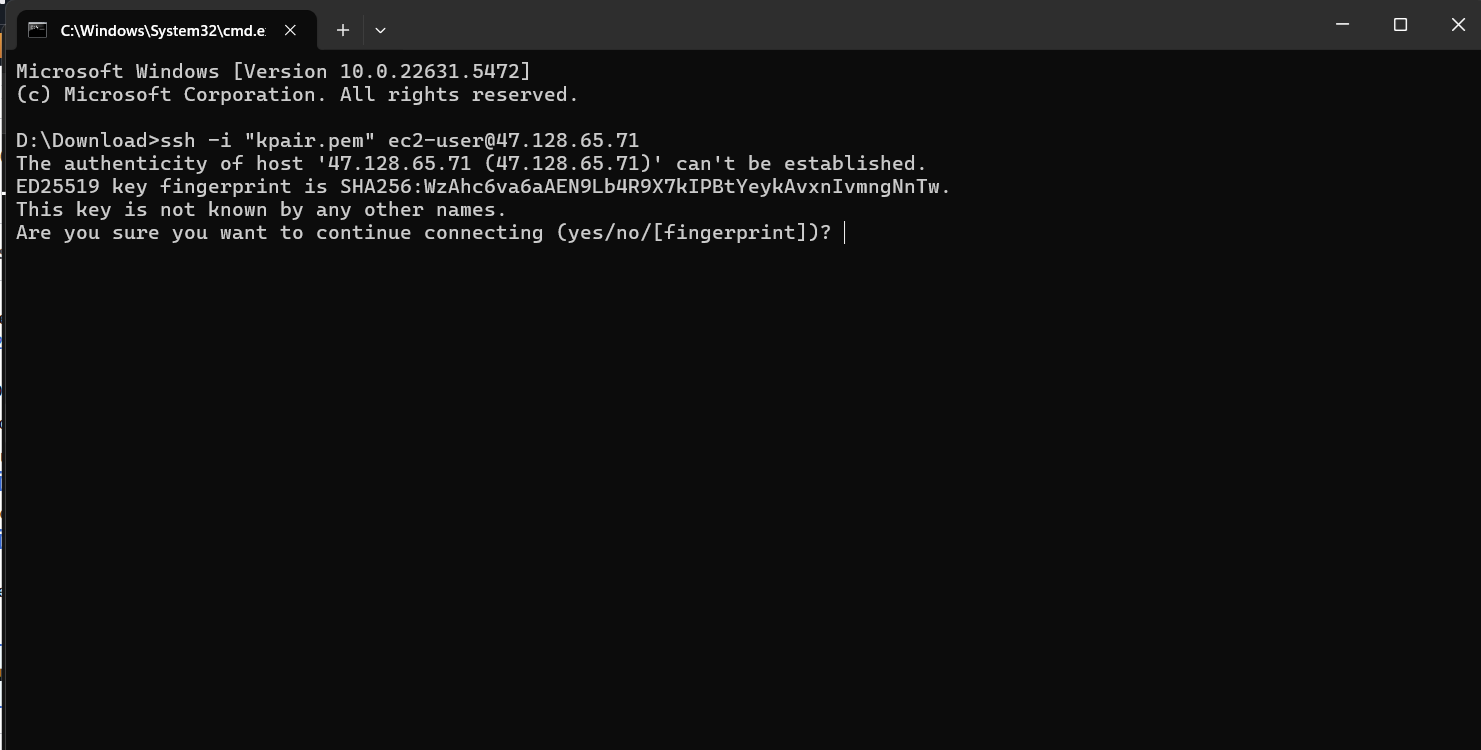 C:\Windows\System32\cmd.e
Microsoft Windows [Version 10.0.22631.5472]
(c) Microsoft Corporation. All rights reserved.
D:\Download>ssh -i "kpair.pem" ec2-user@47.128.65.71
The authenticity of host '47.128.65.71 (47.128.65.71)' can't be established.
ED25519 key fingerprint is SHA256:WzAhc6va6aAEN9Lb4R9X7kIPBtYeykAvxnIvmngNnTw.
This key is not known by any other names.
Are you sure you want to continue connecting (yes/no/[fingerprint])?